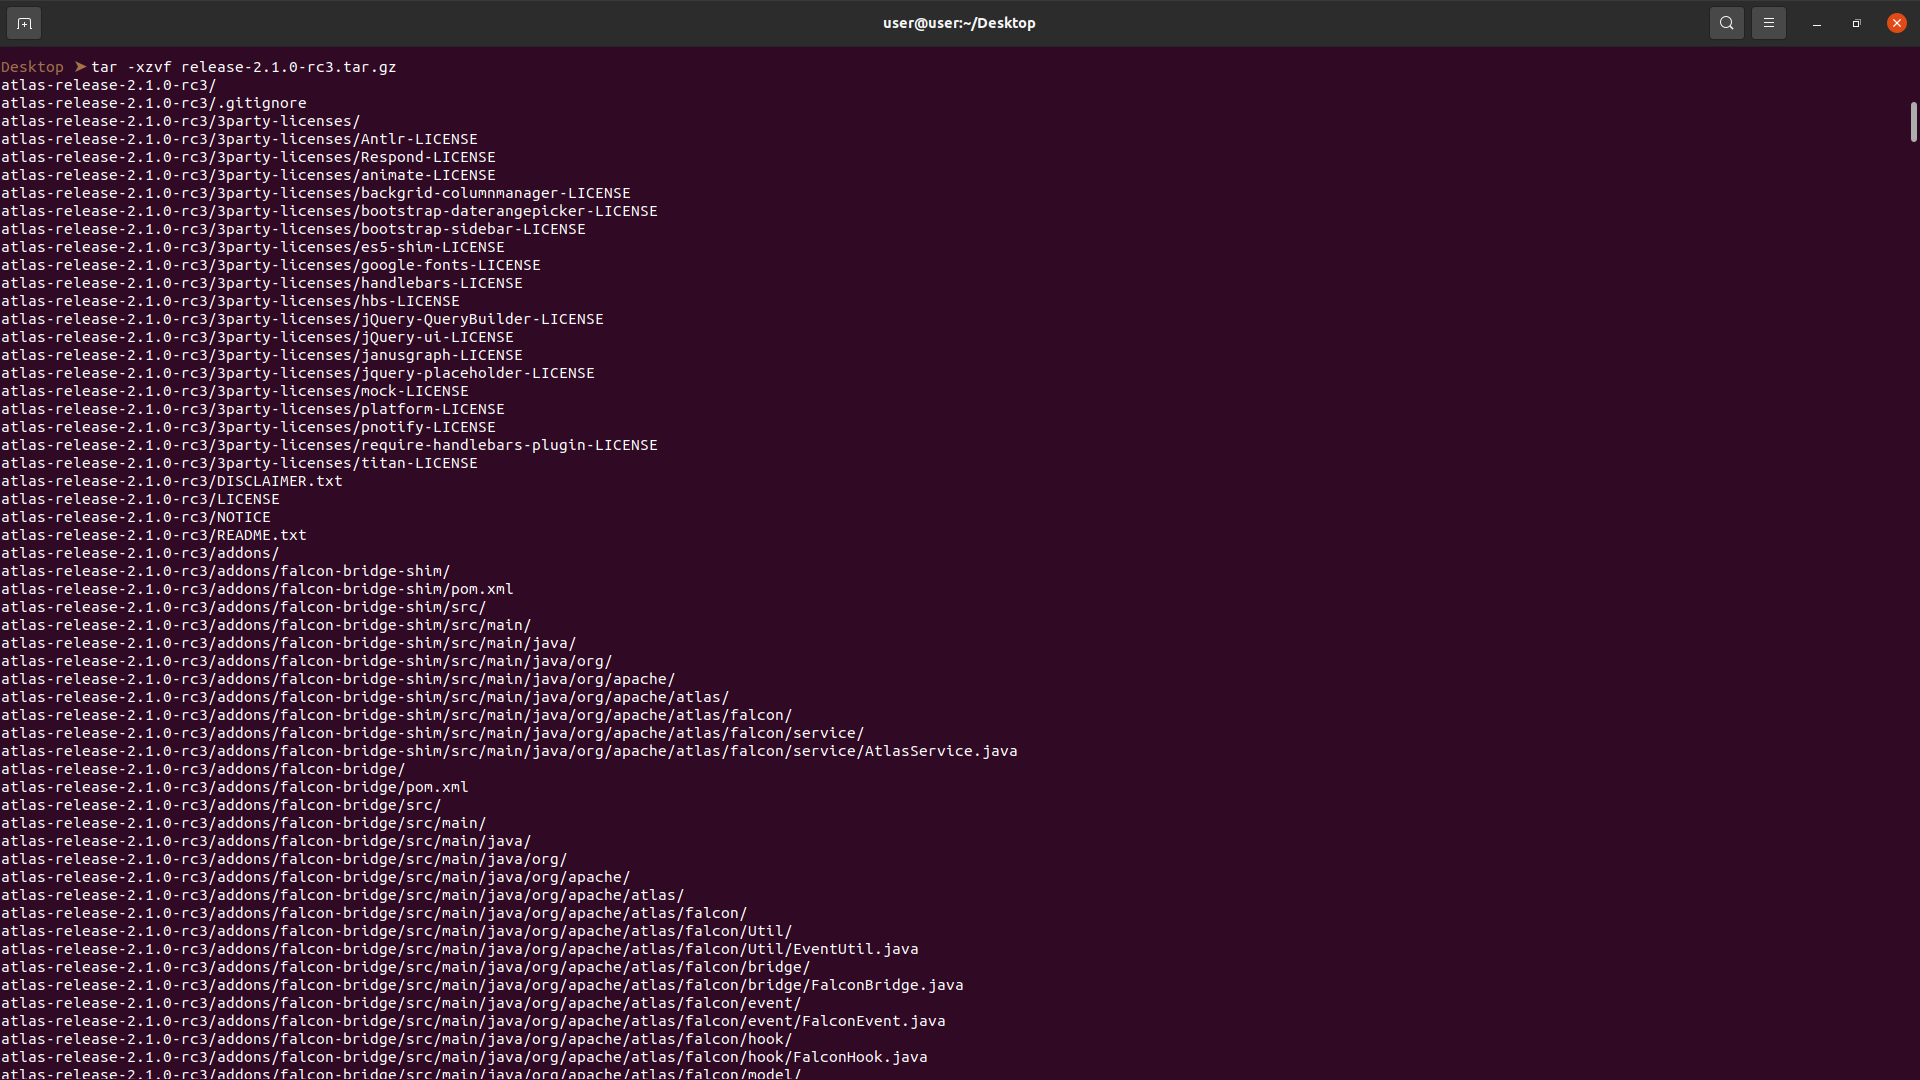 user@user:~/Desktop
Desktop ➤ tar -xzvf release-2.1.0-rc3.tar.gz
atlas-release-2.1.0-rc3/
atlas-release-2.1.0-rc3/.gitignore
atlas-release-2.1.0-rc3/3party-licenses/
atlas-release-2.1.0-rc3/3party-licenses/Antlr-LICENSE
atlas-release-2.1.0-rc3/3party-licenses/Respond-LICENSE
atlas-release-2.1.0-rc3/3party-licenses/animate-LICENSE
atlas-release-2.1.0-rc3/3party-licenses/backgrid-columnmanager-LICENSE
atlas-release-2.1.0-rc3/3party-licenses/bootstrap-daterangepicker-LICENSE
atlas-release-2.1.0-rc3/3party-licenses/bootstrap-sidebar-LICENSE
atlas-release-2.1.0-rc3/3party-licenses/es5-shim-LICENSE
atlas-release-2.1.0-rc3/3party-licenses/google-fonts-LICENSE
atlas-release-2.1.0-rc3/3party-licenses/handlebars-LICENSE
atlas-release-2.1.0-rc3/3party-licenses/hbs-LICENSE
atlas-release-2.1.0-rc3/3party-licenses/jQuery-QueryBuilder-LICENSE
atlas-release-2.1.0-rc3/3party-licenses/jQuery-ui-LICENSE
atlas-release-2.1.0-rc3/3party-licenses/janusgraph-LICENSE
atlas-release-2.1.0-rc3/3party-licenses/jquery-placeholder-LICENSE
atlas-release-2.1.0-rc3/3party-licenses/mock-LICENSE
atlas-release-2.1.0-rc3/3party-licenses/platform-LICENSE
atlas-release-2.1.0-rc3/3party-licenses/pnotify-LICENSE
atlas-release-2.1.0-rc3/3party-licenses/require-handlebars-plugin-LICENSE
atlas-release-2.1.0-rc3/3party-licenses/titan-LICENSE
atlas-release-2.1.0-rc3/DISCLAIMER.txt
atlas-release-2.1.0-rc3/LICENSE
atlas-release-2.1.0-rc3/NOTICE
atlas-release-2.1.0-rc3/README.txt
atlas-release-2.1.0-rc3/addons/
atlas-release-2.1.0-rc3/addons/falcon-bridge-shim/
atlas-release-2.1.0-rc3/addons/falcon-bridge-shim/pom.xml
atlas-release-2.1.0-rc3/addons/falcon-bridge-shim/src/
atlas-release-2.1.0-rc3/addons/falcon-bridge-shim/src/main/
atlas-release-2.1.0-rc3/addons/falcon-bridge-shim/src/main/java/
atlas-release-2.1.0-rc3/addons/falcon-bridge-shim/src/main/java/org/
atlas-release-2.1.0-rc3/addons/falcon-bridge-shim/src/main/java/org/apache/
atlas-release-2.1.0-rc3/addons/falcon-bridge-shim/src/main/java/org/apache/atlas/
atlas-release-2.1.0-rc3/addons/falcon-bridge-shim/src/main/java/org/apache/atlas/falcon/
atlas-release-2.1.0-rc3/addons/falcon-bridge-shim/src/main/java/org/apache/atlas/falcon/service/
atlas-release-2.1.0-rc3/addons/falcon-bridge-shim/src/main/java/org/apache/atlas/falcon/service/AtlasService.java
atlas-release-2.1.0-rc3/addons/falcon-bridge/
atlas-release-2.1.0-rc3/addons/falcon-bridge/pom.xml
atlas-release-2.1.0-rc3/addons/falcon-bridge/src/
atlas-release-2.1.0-rc3/addons/falcon-bridge/src/main/
atlas-release-2.1.0-rc3/addons/falcon-bridge/src/main/java/
atlas-release-2.1.0-rc3/addons/falcon-bridge/src/main/java/org/
atlas-release-2.1.0-rc3/addons/falcon-bridge/src/main/java/org/apache/
atlas-release-2.1.0-rc3/addons/falcon-bridge/src/main/java/org/apache/atlas/
atlas-release-2.1.0-rc3/addons/falcon-bridge/src/main/java/org/apache/atlas/falcon/
atlas-release-2.1.0-rc3/addons/falcon-bridge/src/main/java/org/apache/atlas/falcon/Util/
atlas-release-2.1.0-rc3/addons/falcon-bridge/src/main/java/org/apache/atlas/falcon/Util/EventUtil.java
atlas-release-2.1.0-rc3/addons/falcon-bridge/src/main/java/org/apache/atlas/falcon/bridge/
atlas-release-2.1.0-rc3/addons/falcon-bridge/src/main/java/org/apache/atlas/falcon/bridge/FalconBridge.java
atlas-release-2.1.0-rc3/addons/falcon-bridge/src/main/java/org/apache/atlas/falcon/event/
atlas-release-2.1.0-rc3/addons/falcon-bridge/src/main/java/org/apache/atlas/falcon/event/FalconEvent.java
atlas-release-2.1.0-rc3/addons/falcon-bridge/src/main/java/org/apache/atlas/falcon/hook/
atlas-release-2.1.0-rc3/addons/falcon-bridge/src/main/java/org/apache/atlas/falcon/hook/FalconHook.java
atlas-release-2.1.0-rc3/addons/falcon-bridge/src/main/java/org/apache/atlas/falcon/model/